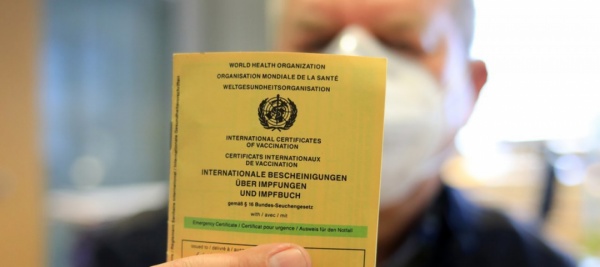 WORLD HEALTH ORGANIZATION
ORGANISATION MONDIALE DE LA SANTÉ
WELTGESUNDHEITSORGANISATION
INTERNATIONAL CERTIFICATES
OF VACCINATION
CERTIFICATS INTERNATIONAUX
DE VACCINATION
INTERNATIONALE BESCHEINIGUNGEN
ÜBER IMPFUNGEN
UND IMPFBUCH
gemäß § 16 Bundes-Seuchengesetz
with / avec / mit
Emergency Certificate / Certificat pour urgence / Ausweis für den Notfall